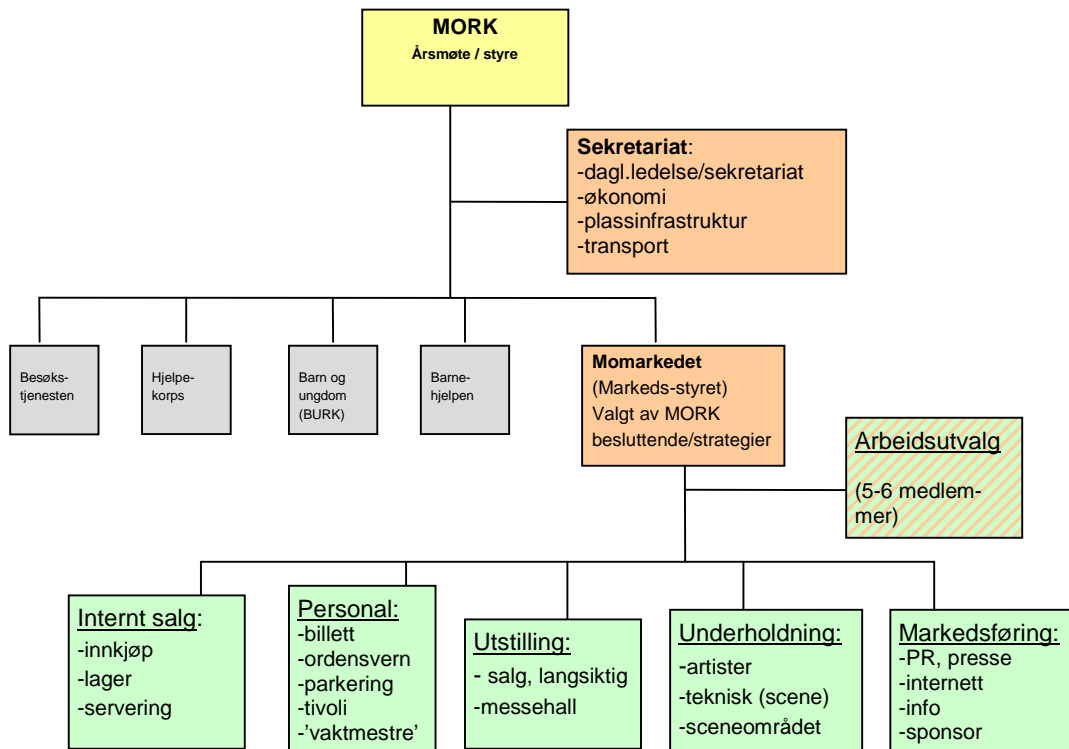 MORK
Årsmøte / styre
Sekretariat:
-dagl.ledelse/sekretariat
-økonomi
-plassinfrastruktur
-transport
Besøks-
tjenesten
Hjelpe-
korps
Barn og
ungdom
(BURK)
Barne-
hjelpen
Momarkedet
(Markeds-styret)
Valgt av MORK
besluttende/strategier
Arbeidsutvalg
(5-6 medlem-
mer)
Internt salg:
-innkjøp
-lager
-servering
Personal:
-billett
-ordensvern
-parkering
-tivoli
-'vaktmestre'
Utstilling:
- salg, langsiktig
-messehall
Underholdning:
-artister
-teknisk (scene)
-sceneområdet
Markedsføring:
-PR, presse
-internett
-info
-sponsor